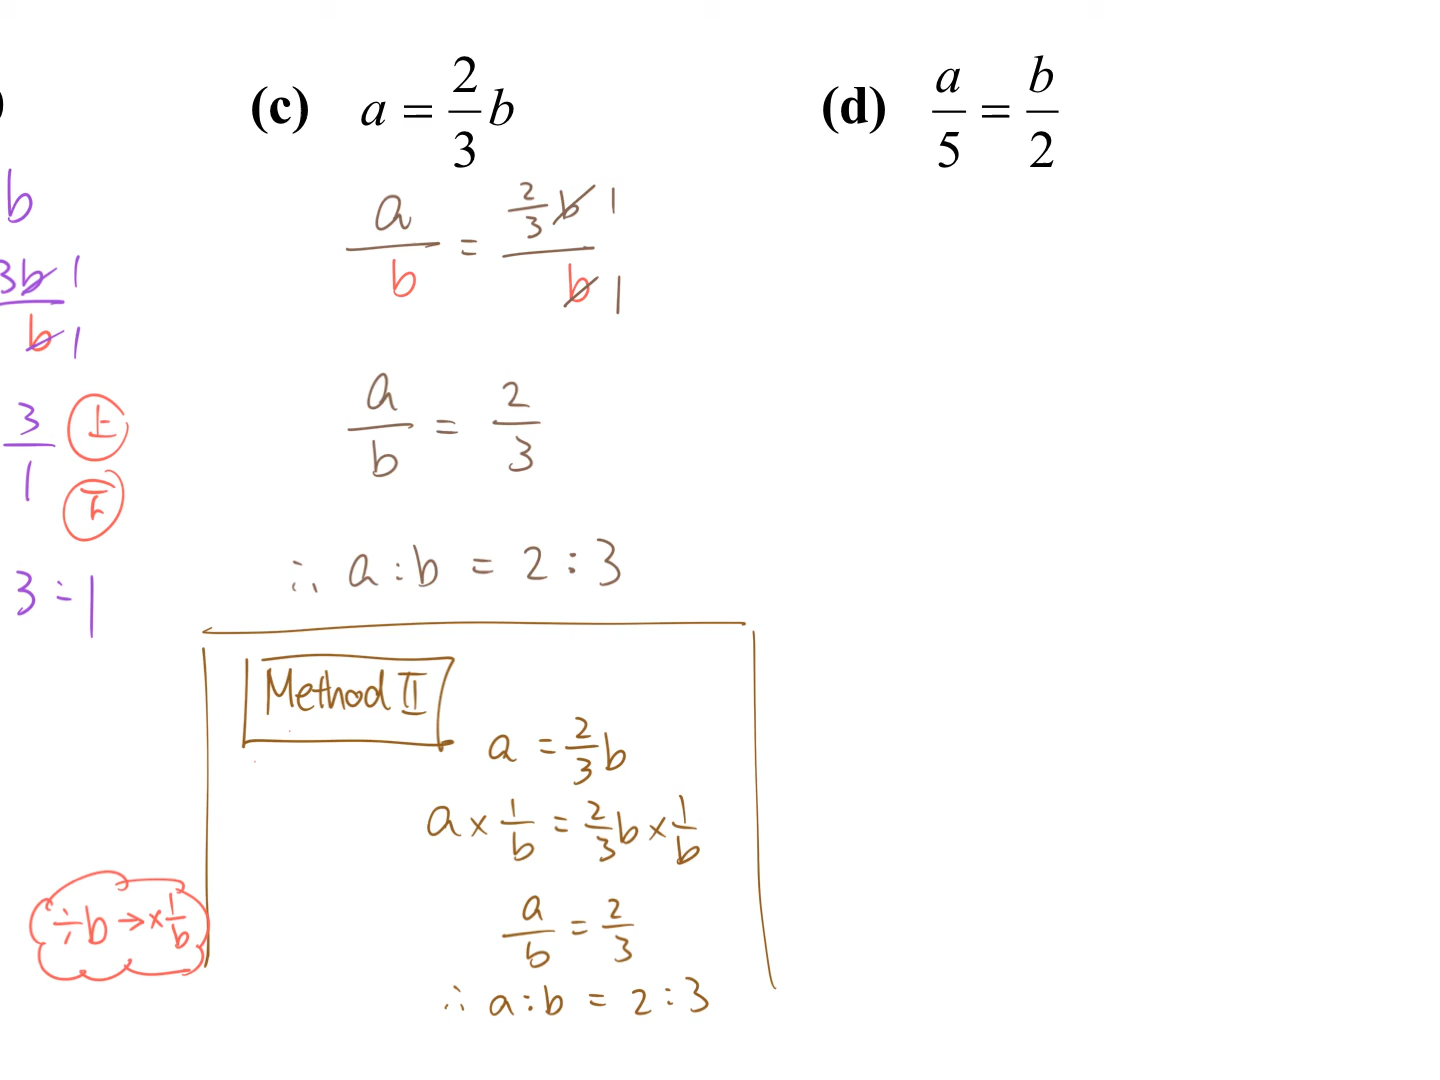 )
b
3b 1
b 1
3 上
1 下
3 : 1
÷b → × 1/b
(c) a = 2/3 b
a/b = 2/3 b 1 / b 1
a/b = 2/3
∴ a : b = 2 : 3
Method II
a = 2/3 b
a × 1/b = 2/3 b × 1/b
a/b = 2/3
∴ a : b = 2 : 3
(d) a/5 = b/2